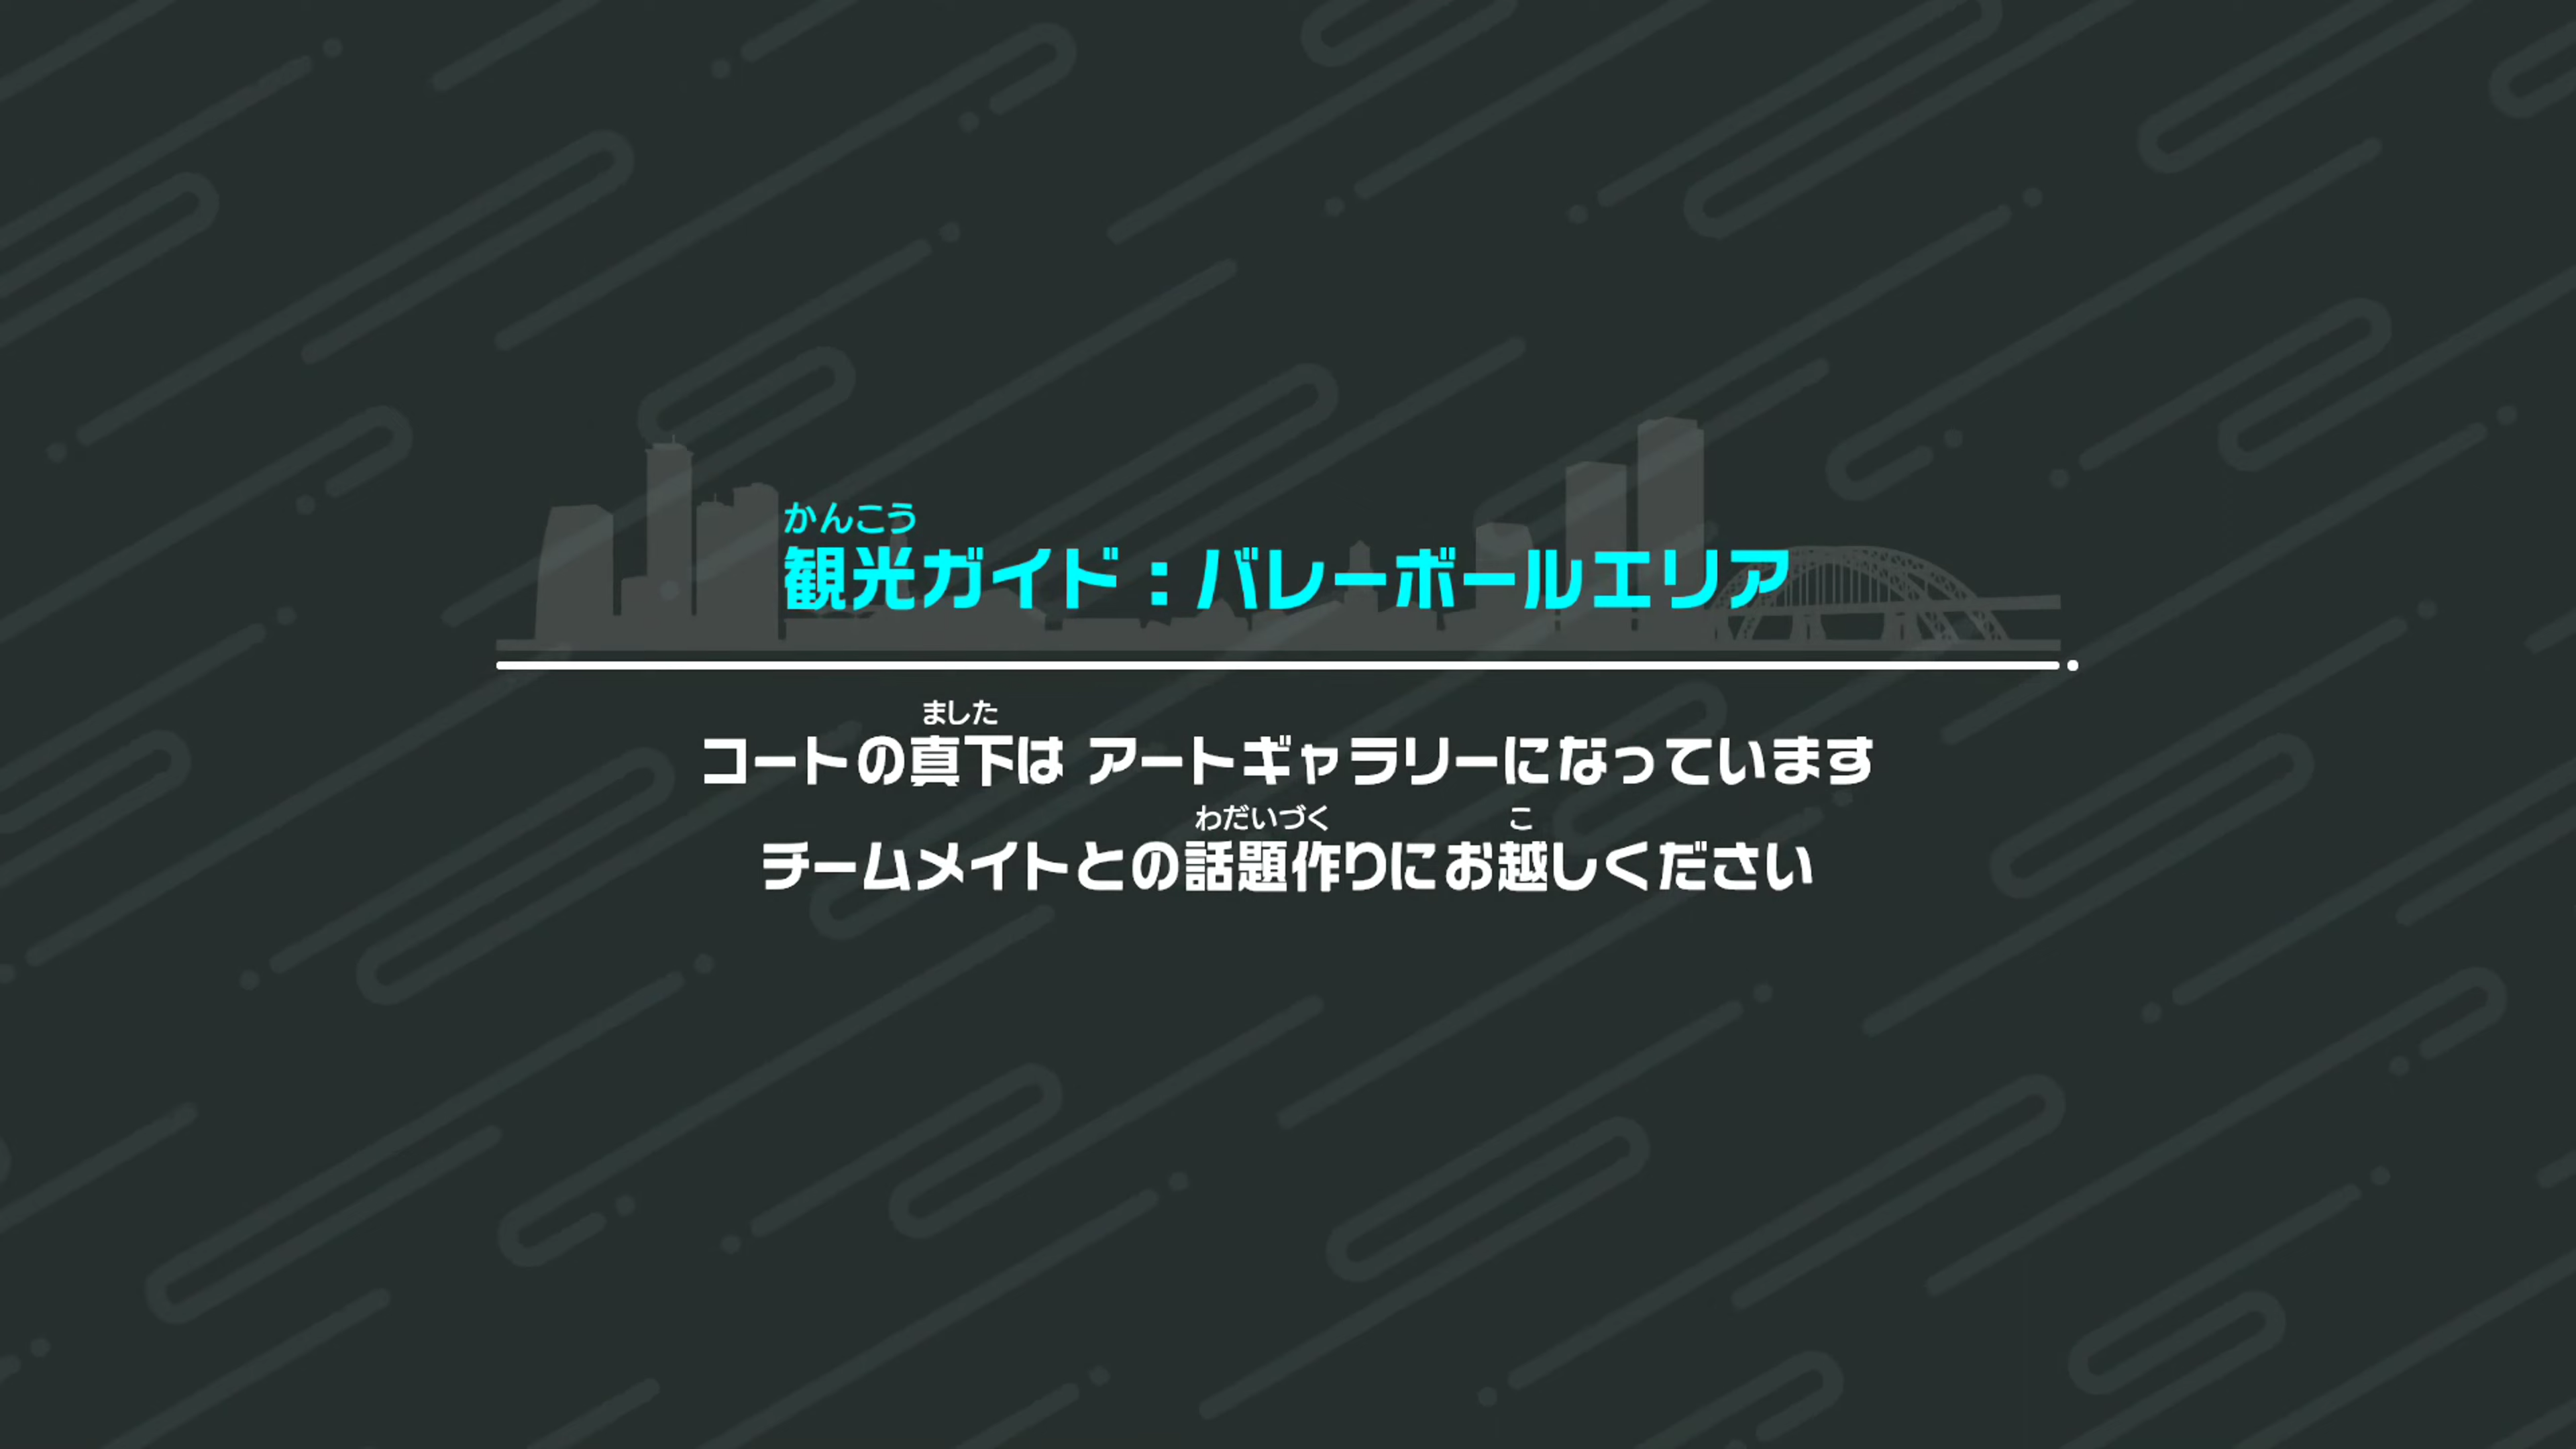 かんこう
観光ガイド：バレーボールエリア
ました
コートの真下は アートギャラリーになっています
わだいづく こ
チームメイトとの話題作りにお越しください